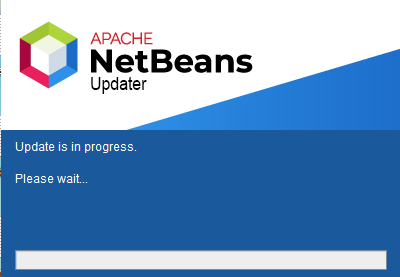 APACHE
NetBeans
Updater
Update is in progress.
Please wait...